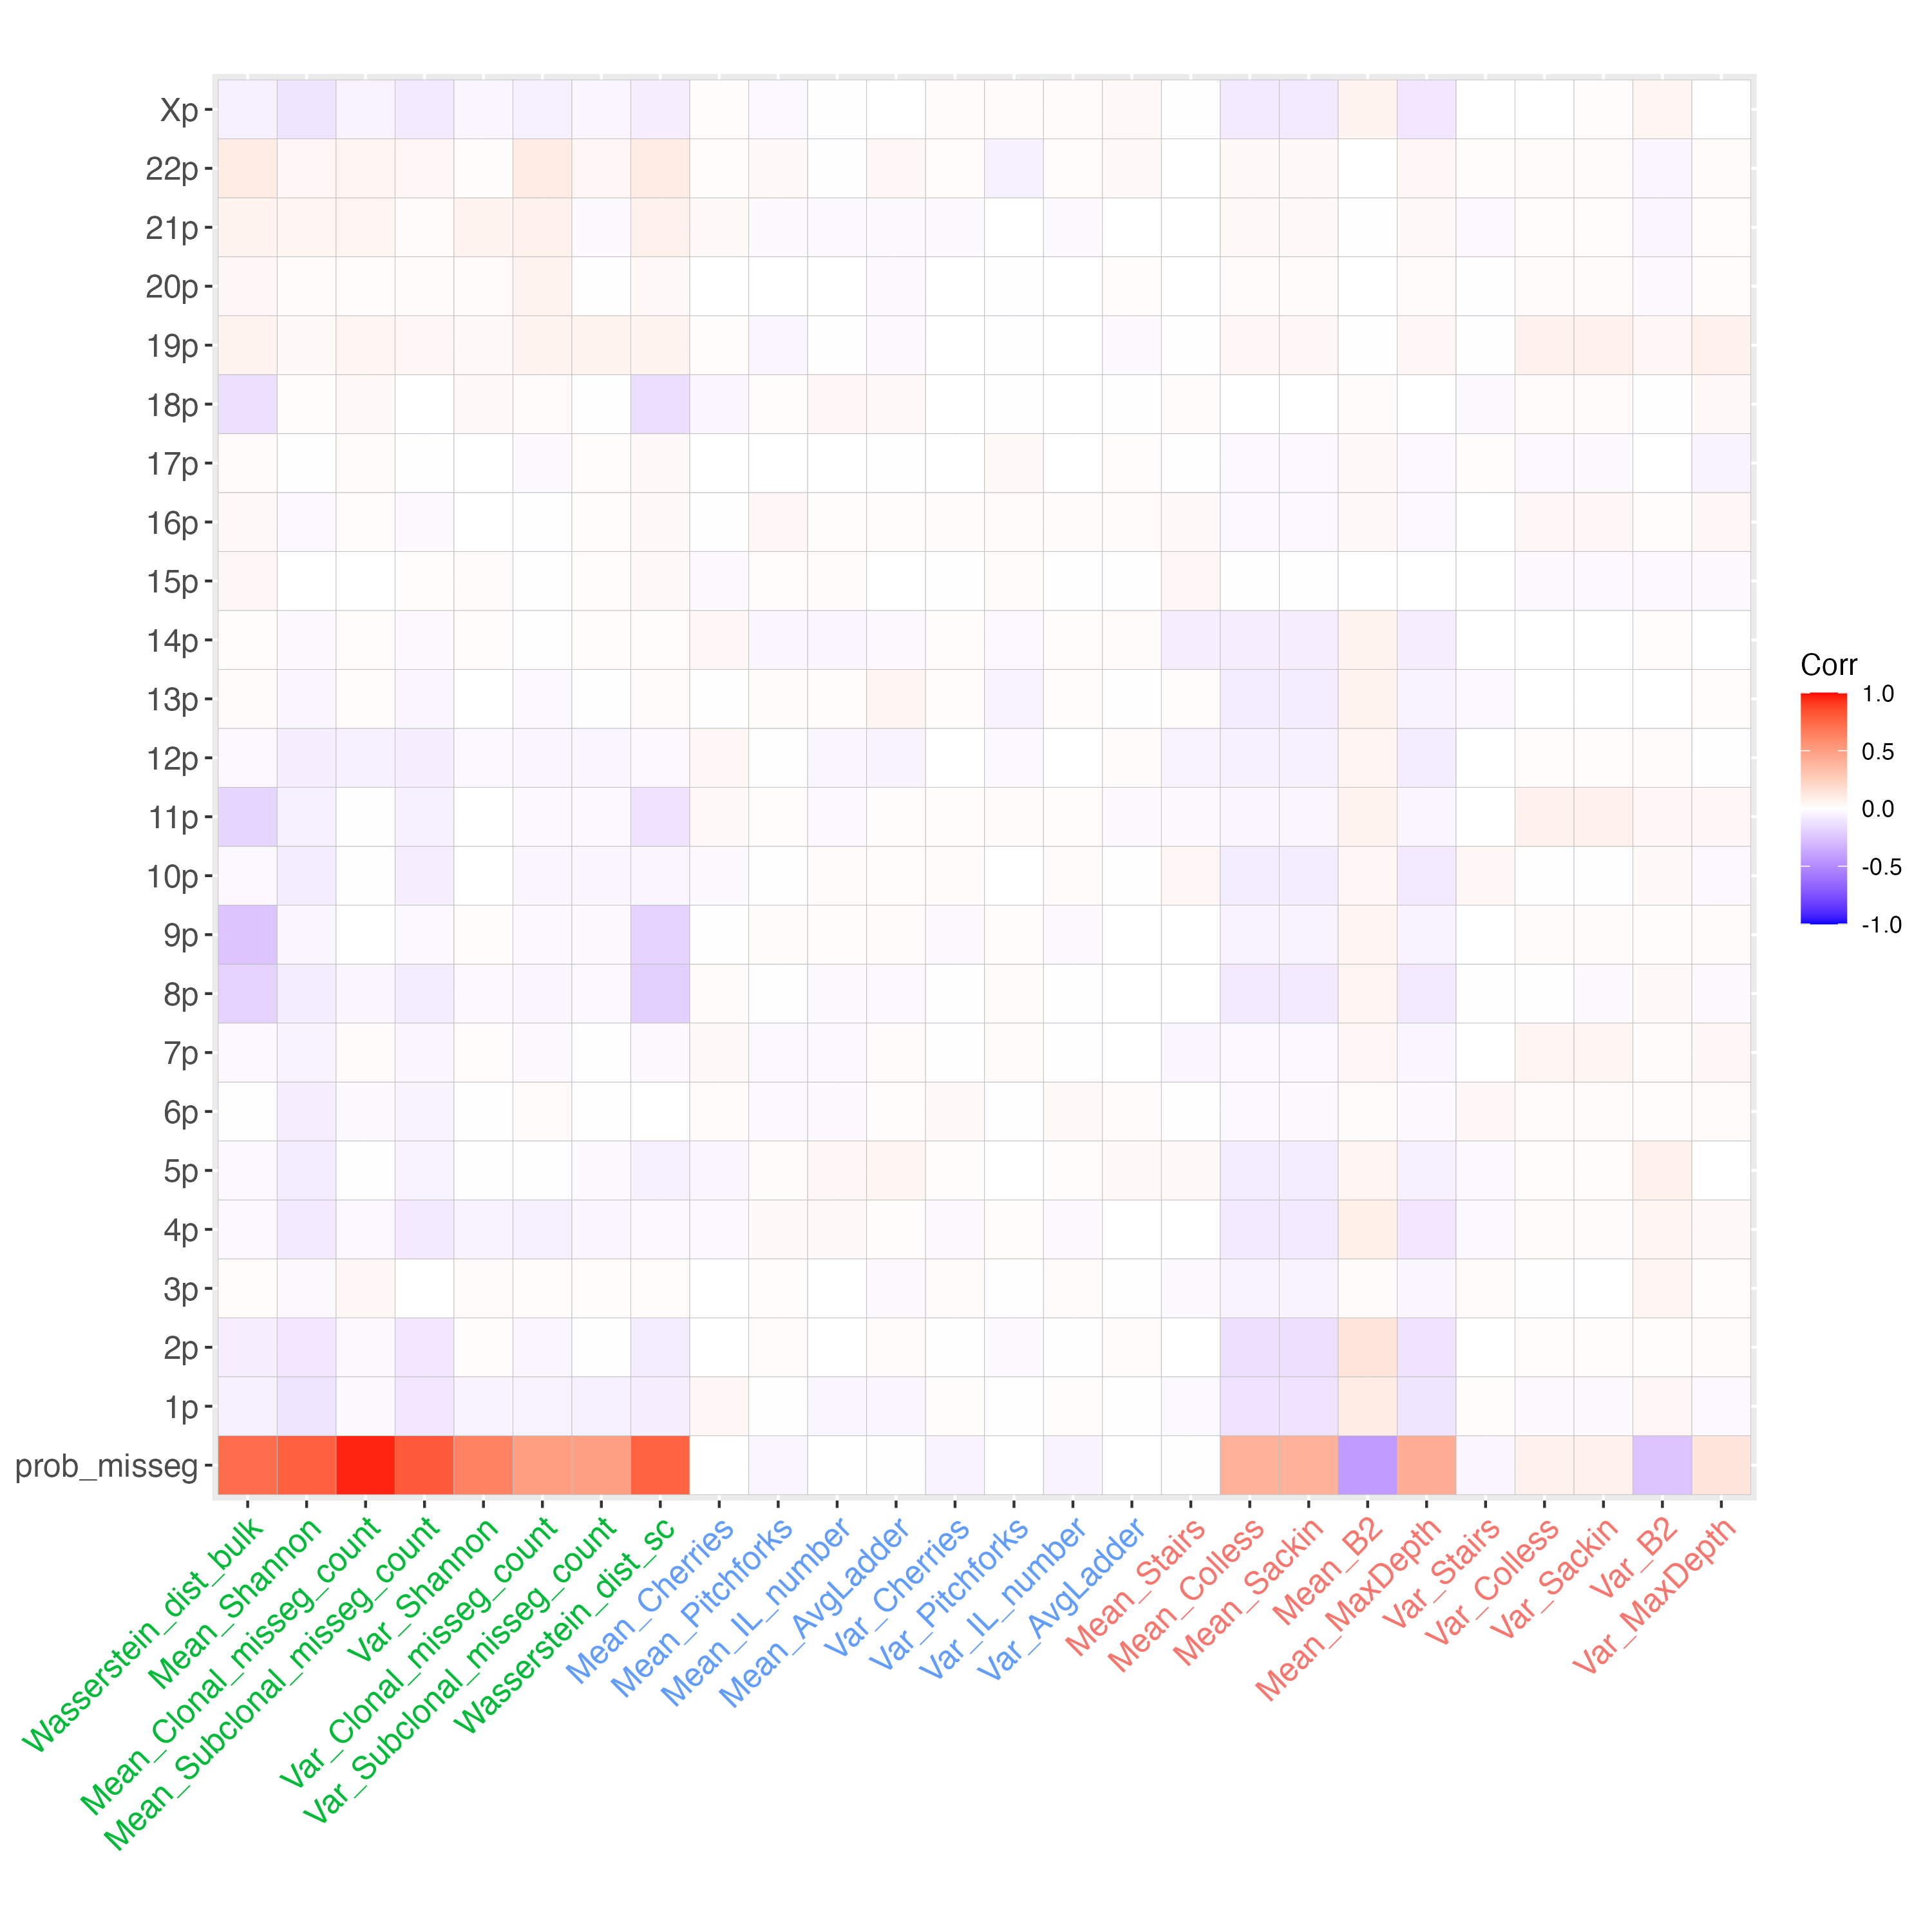 Xp
22p
21p
20p
19p
18p
17p
16p
15p
14p
13p
12p
11p
10p
9p
8p
7p
6p
5p
4p
3p
2p
1p
prob_misseg
Wasserstein_dist_bulk
Mean_Shannon
Mean_Clonal_misseg_count
Mean_Subclonal_misseg_count
Var_Shannon
Var_Clonal_misseg_count
Var_Subclonal_misseg_count
Wasserstein_dist_sc
Mean_Cherries
Mean_Pitchforks
Mean_IL_number
Mean_AvgLadder
Var_Cherries
Var_Pitchforks
Var_IL_number
Var_AvgLadder
Mean_Stairs
Mean_Colless
Mean_Sackin
Mean_B2
Mean_MaxDepth
Var_Stairs
Var_Colless
Var_Sackin
Var_B2
Var_MaxDepth
Corr
1.0
0.5
0.0
-0.5
-1.0